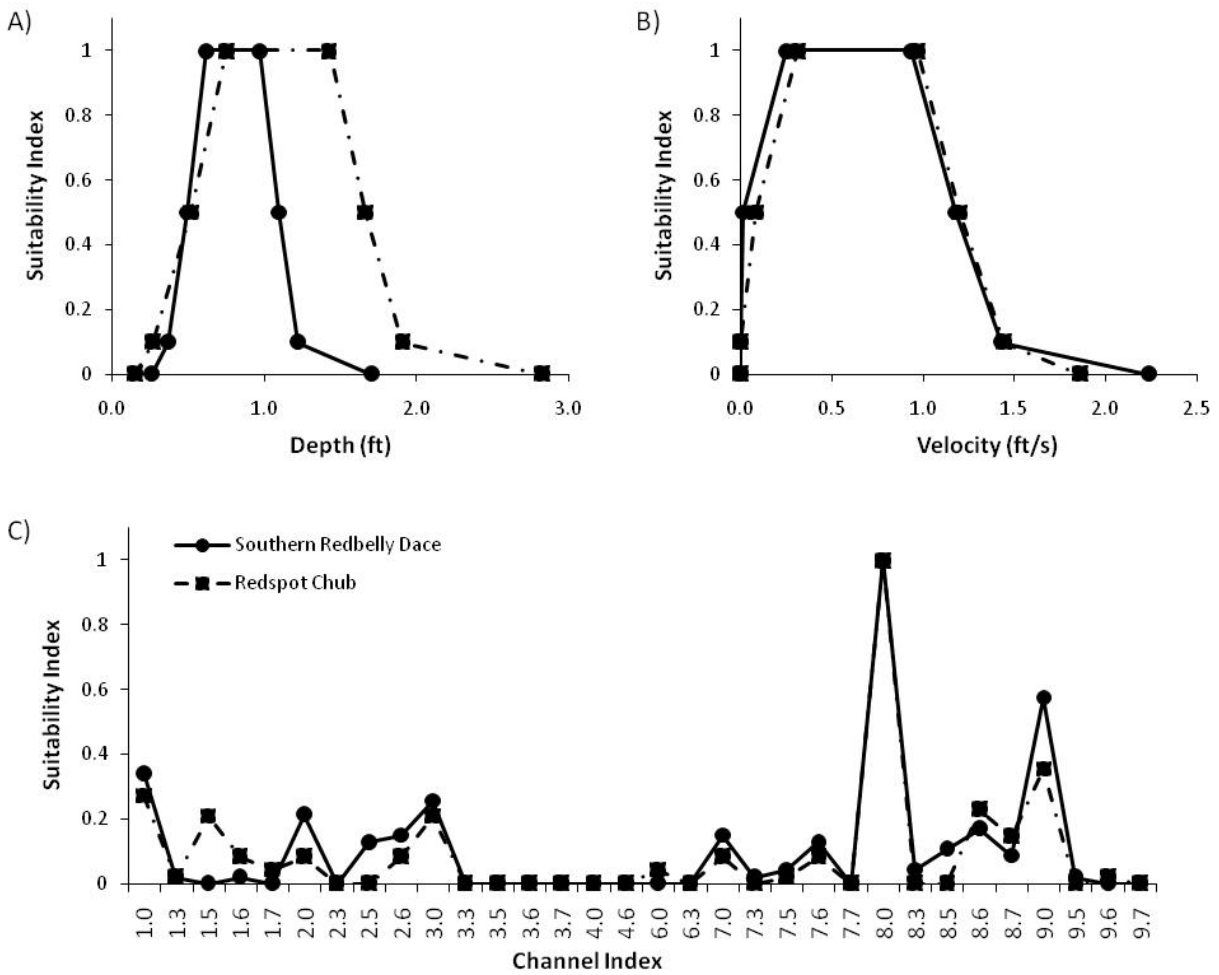 A)
Suitability Index
1
0.8
0.6
0.4
0.2
0
0.0 1.0 2.0 3.0
Depth (ft)
B)
Suitability Index
1
0.8
0.6
0.4
0.2
0
0.0 0.5 1.0 1.5 2.0 2.5
Velocity (ft/s)
C)
Southern Redbelly Dace
Redspot Chub
Suitability Index
1
0.8
0.6
0.4
0.2
0
1.0 1.3 1.5 1.6 1.7 2.0 2.3 2.5 2.6 3.0 3.3 3.6 3.7 4.0 4.6 6.0 6.3 7.0 7.3 7.5 7.6 7.7 8.0 8.3 8.5 8.6 8.7 9.0 9.5 9.6 9.7
Channel Index